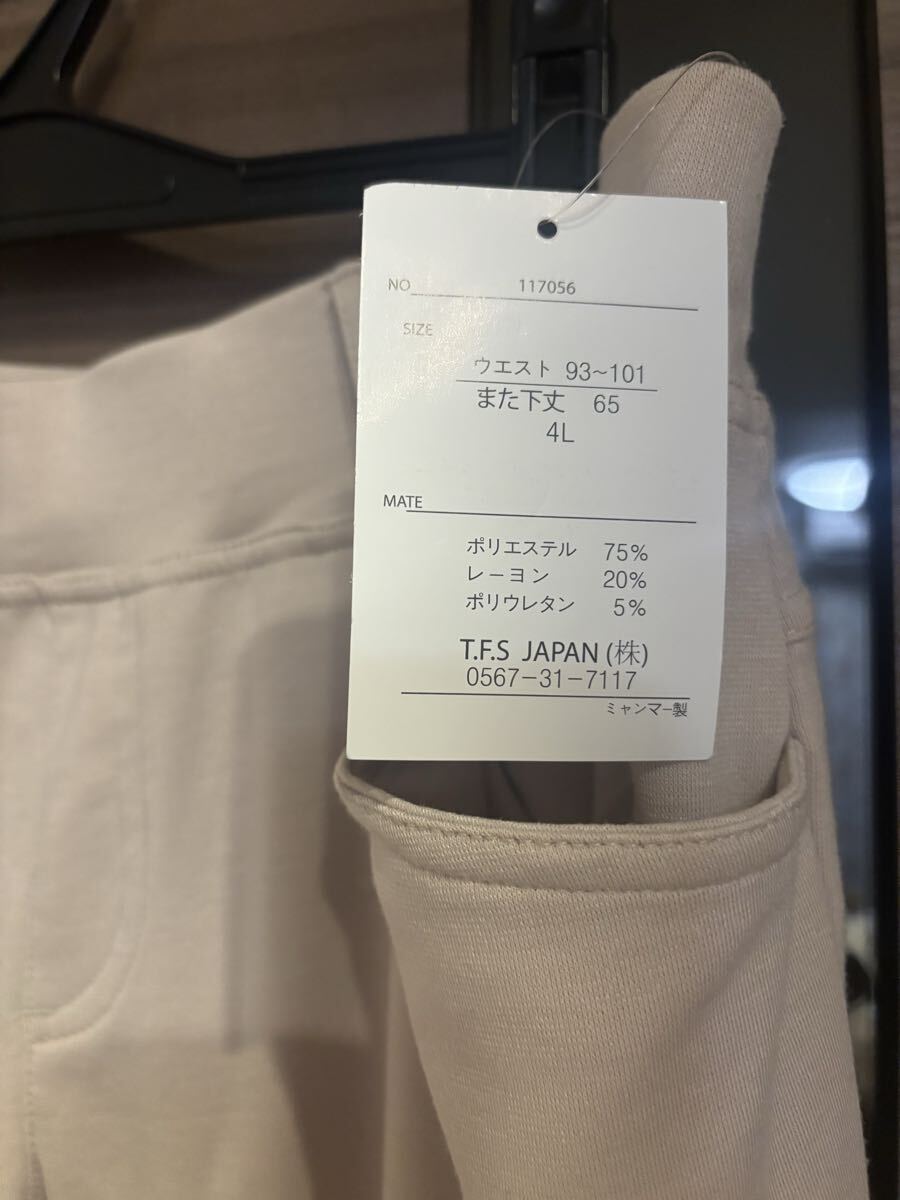 NO 117056
SIZE
ウエスト 93~101
また下丈 65
4L
MATE
ポリエステル 75%
レーヨン 20%
ポリウレタン 5%
T.F.S JAPAN (株)
0567-31-7117
ミャンマー製